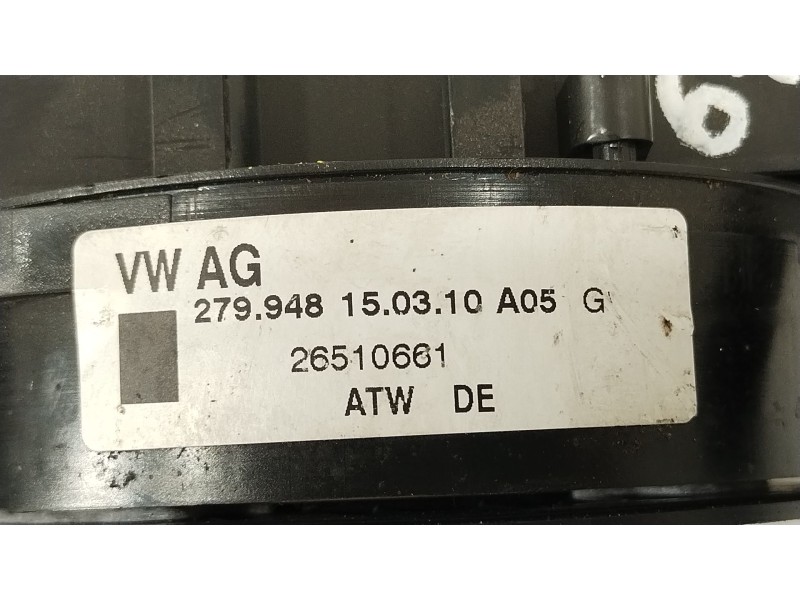 VW AG
279.948 15.03.10 A05 G
26510661
ATW DE